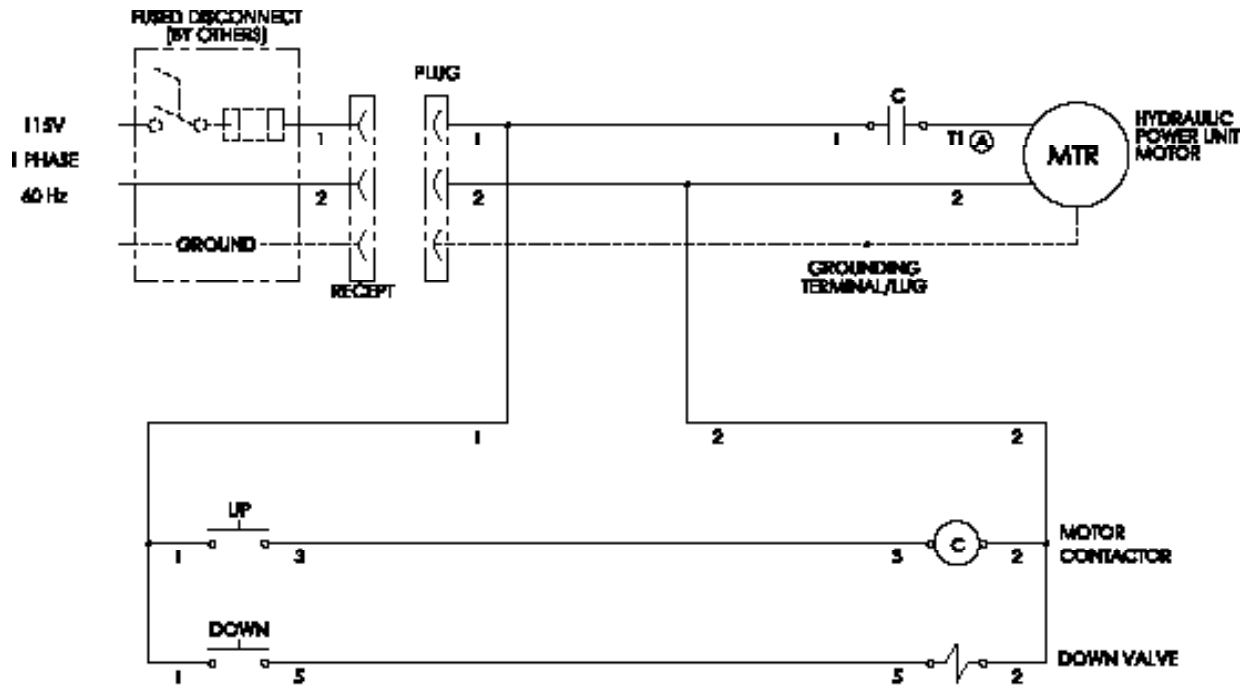 FUSED DISCONNECT
(BY OTHERS)
PLUG
115V
1 PHASE
60 Hz
1
2
GROUND
RECEPT
1
2
C
1
T1 A
2
MTR
HYDRAULIC
POWER UNIT
MOTOR
GROUNDING
TERMINAL/LUG
1
2
2
UP
1
3
3
C
2
MOTOR
CONTACTOR
DOWN
1
5
5
2
DOWN VALVE